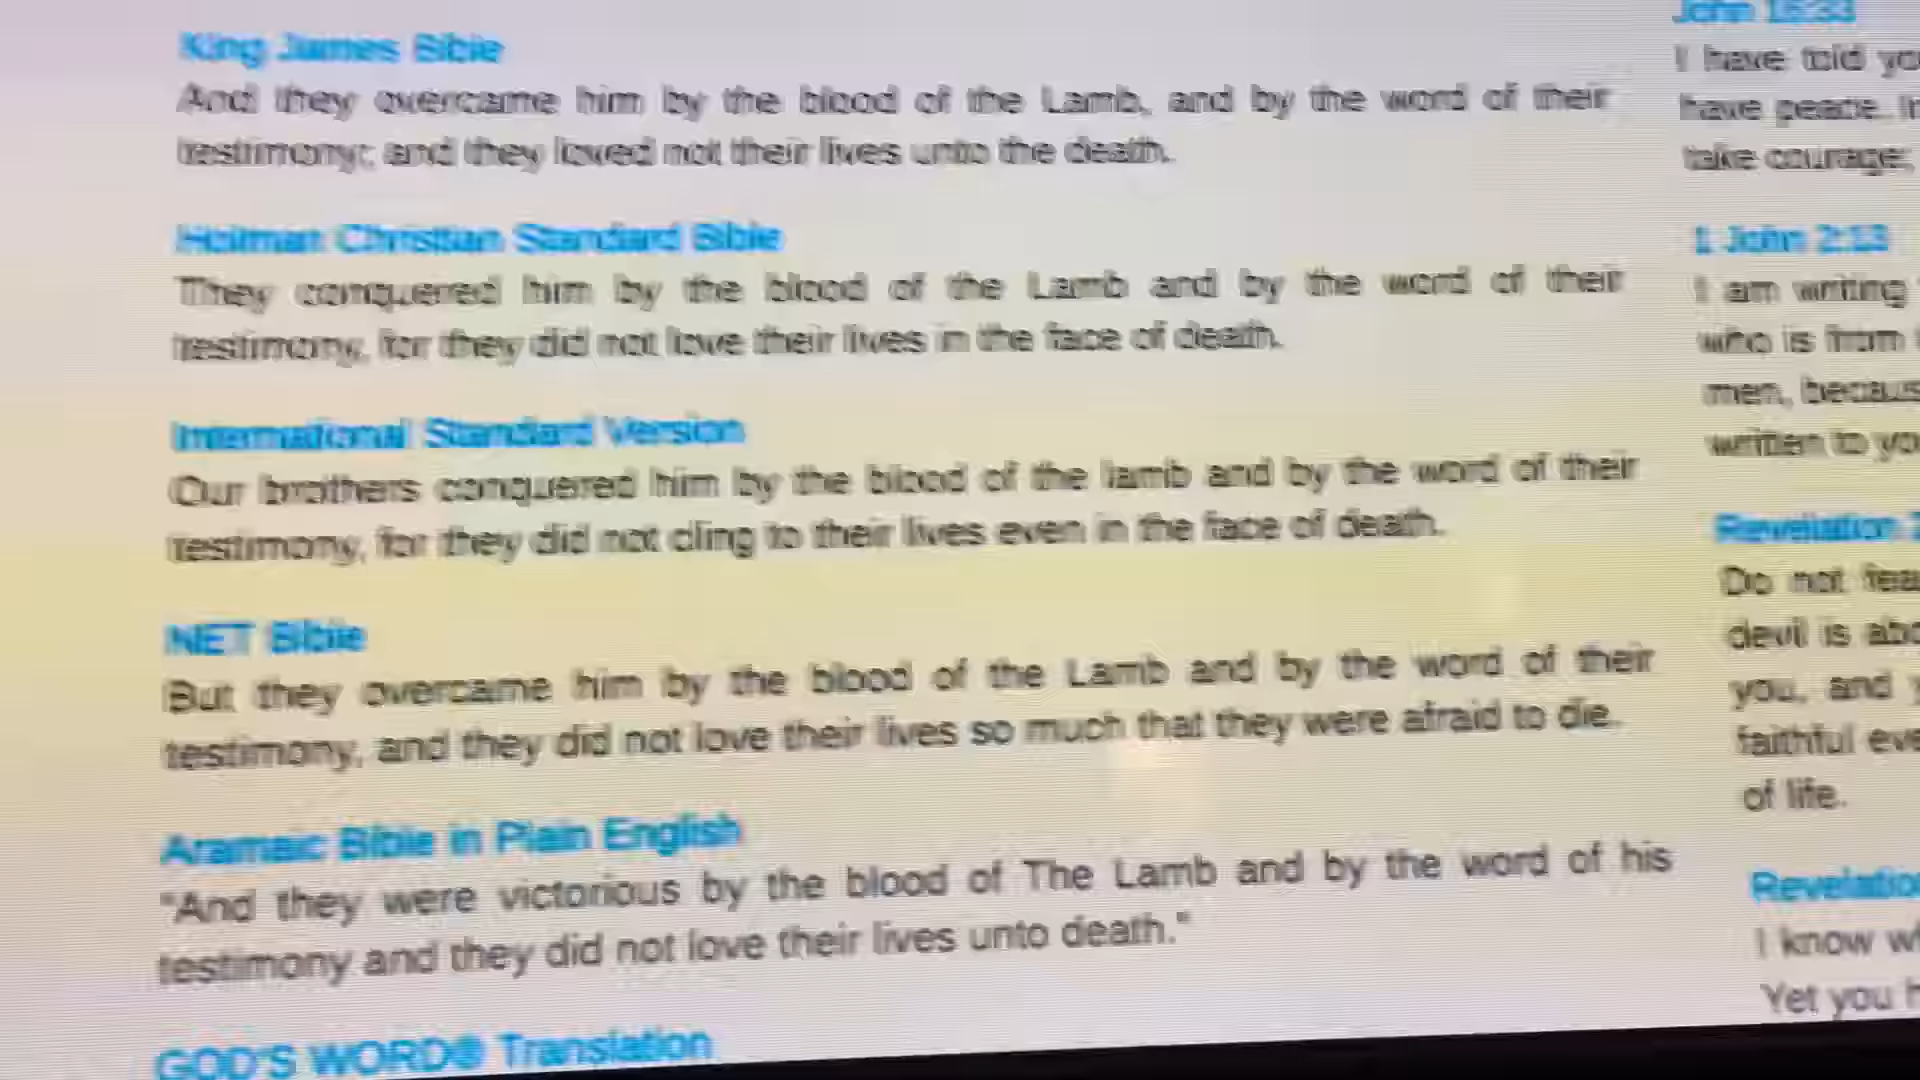 King James Bible
And they overcame him by the blood of the Lamb, and by the word of their
testimony; and they loved not their lives unto the death.
Holman Christian Standard Bible
They conquered him by the blood of the Lamb and by the word of their
testimony, for they did not love their lives in the face of death.
International Standard Version
Our brothers conquered him by the blood of the lamb and by the word of their
testimony, for they did not cling to their lives even in the face of death.
NET Bible
But they overcame him by the blood of the Lamb and by the word of their
testimony, and they did not love their lives so much that they were afraid to die.
Aramaic Bible in Plain English
"And they were victorious by the blood of The Lamb and by the word of his
testimony and they did not love their lives unto death."
GOD'S WORD® Translation
John 16:33
I have told
have peace.
take courage;
1 John 2:13
I am writing
who is from
men,
written to
Revelation
Do not
devil is
you, and
faithful
of life.
I know
Yet you